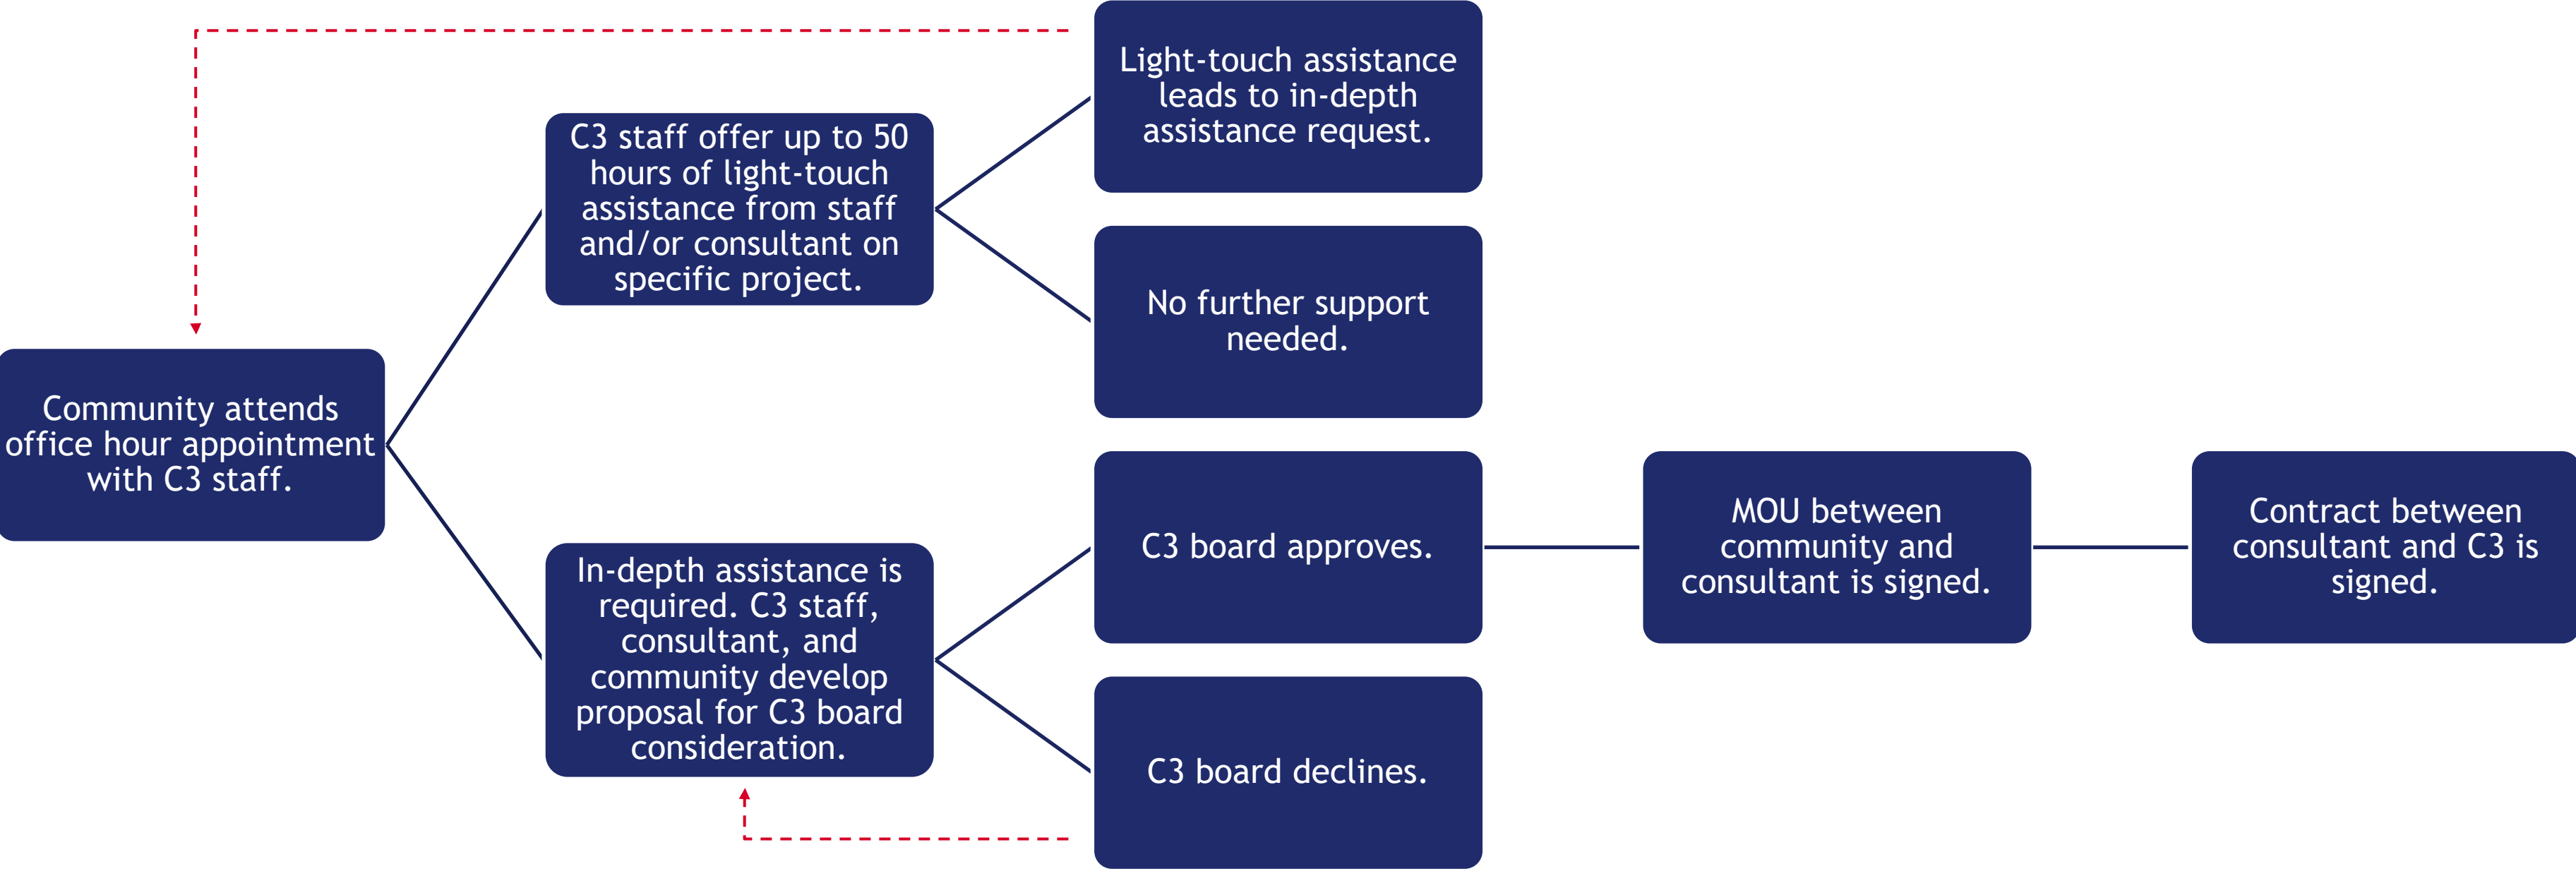 Community attends
office hour appointment
with C3 staff.
C3 staff offer up to 50
hours of light-touch
assistance from staff
and/or consultant on
specific project.
Light-touch assistance
leads to in-depth
assistance request.
No further support
needed.
In-depth assistance is
required. C3 staff,
consultant, and
community develop
proposal for C3 board
consideration.
C3 board approves.
MOU between
community and
consultant is signed.
Contract between
consultant and C3 is
signed.
C3 board declines.